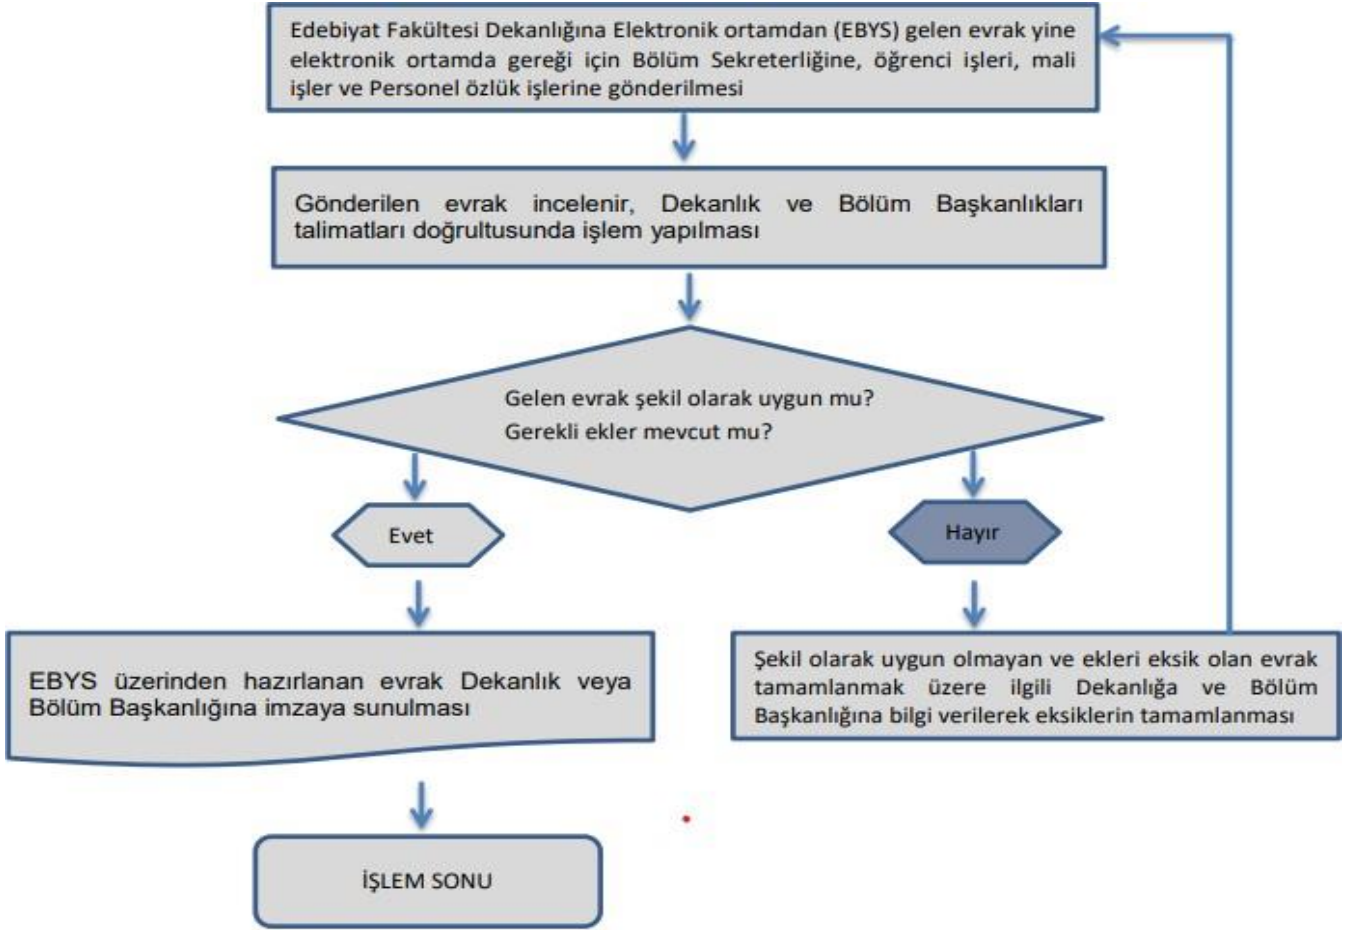 Edebiyat Fakültesi Dekanlığına Elektronik ortamdan (EBYS) gelen evrak yine
elektronik ortamda gereği için Bölüm Sekreterliğine, öğrenci işleri, mali
işler ve Personel özlük işlerine gönderilmesi
Gönderilen evrak incelenir, Dekanlık ve Bölüm Başkanlıkları
talimatları doğrultusunda işlem yapılması
Gelen evrak şekil olarak uygun mu?
Gerekli ekler mevcut mu?
Evet
Hayır
EBYS üzerinden hazırlanan evrak Dekanlık veya
Bölüm Başkanlığına imzaya sunulması
Şekil olarak uygun olmayan ve ekleri eksik olan evrak
tamamlanmak üzere ilgili Dekanlığa ve Bölüm
Başkanlığına bilgi verilerek eksiklerin tamamlanması
İŞLEM SONU